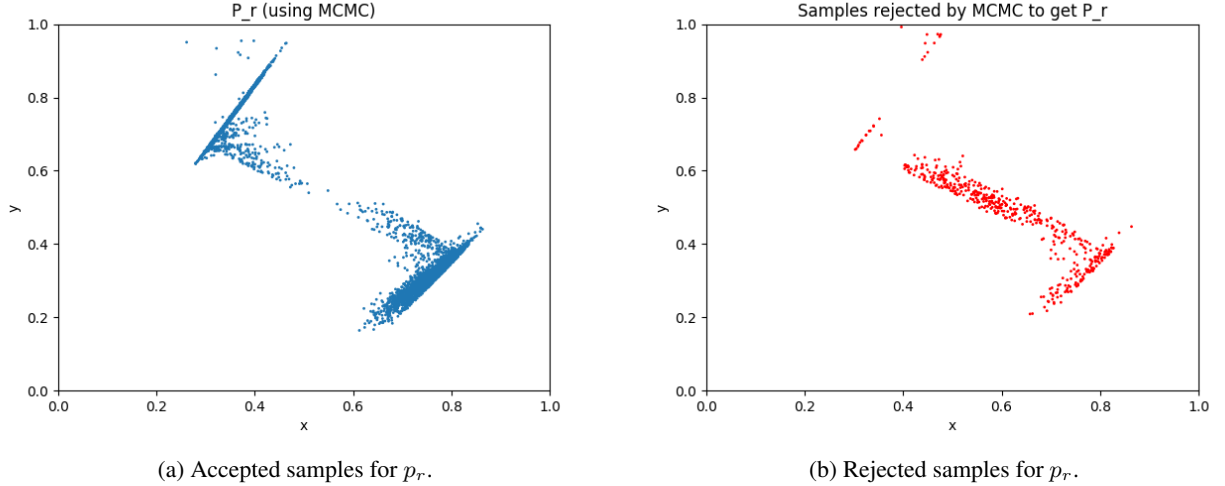 P_r (using MCMC)
1.0
0.8
0.6
0.4
0.2
0.0
y
0.0 0.2 0.4 0.6 0.8 1.0
x
(a) Accepted samples for p_r.
Samples rejected by MCMC to get P_r
1.0
0.8
0.6
0.4
0.2
0.0
y
0.0 0.2 0.4 0.6 0.8 1.0
x
(b) Rejected samples for p_r.